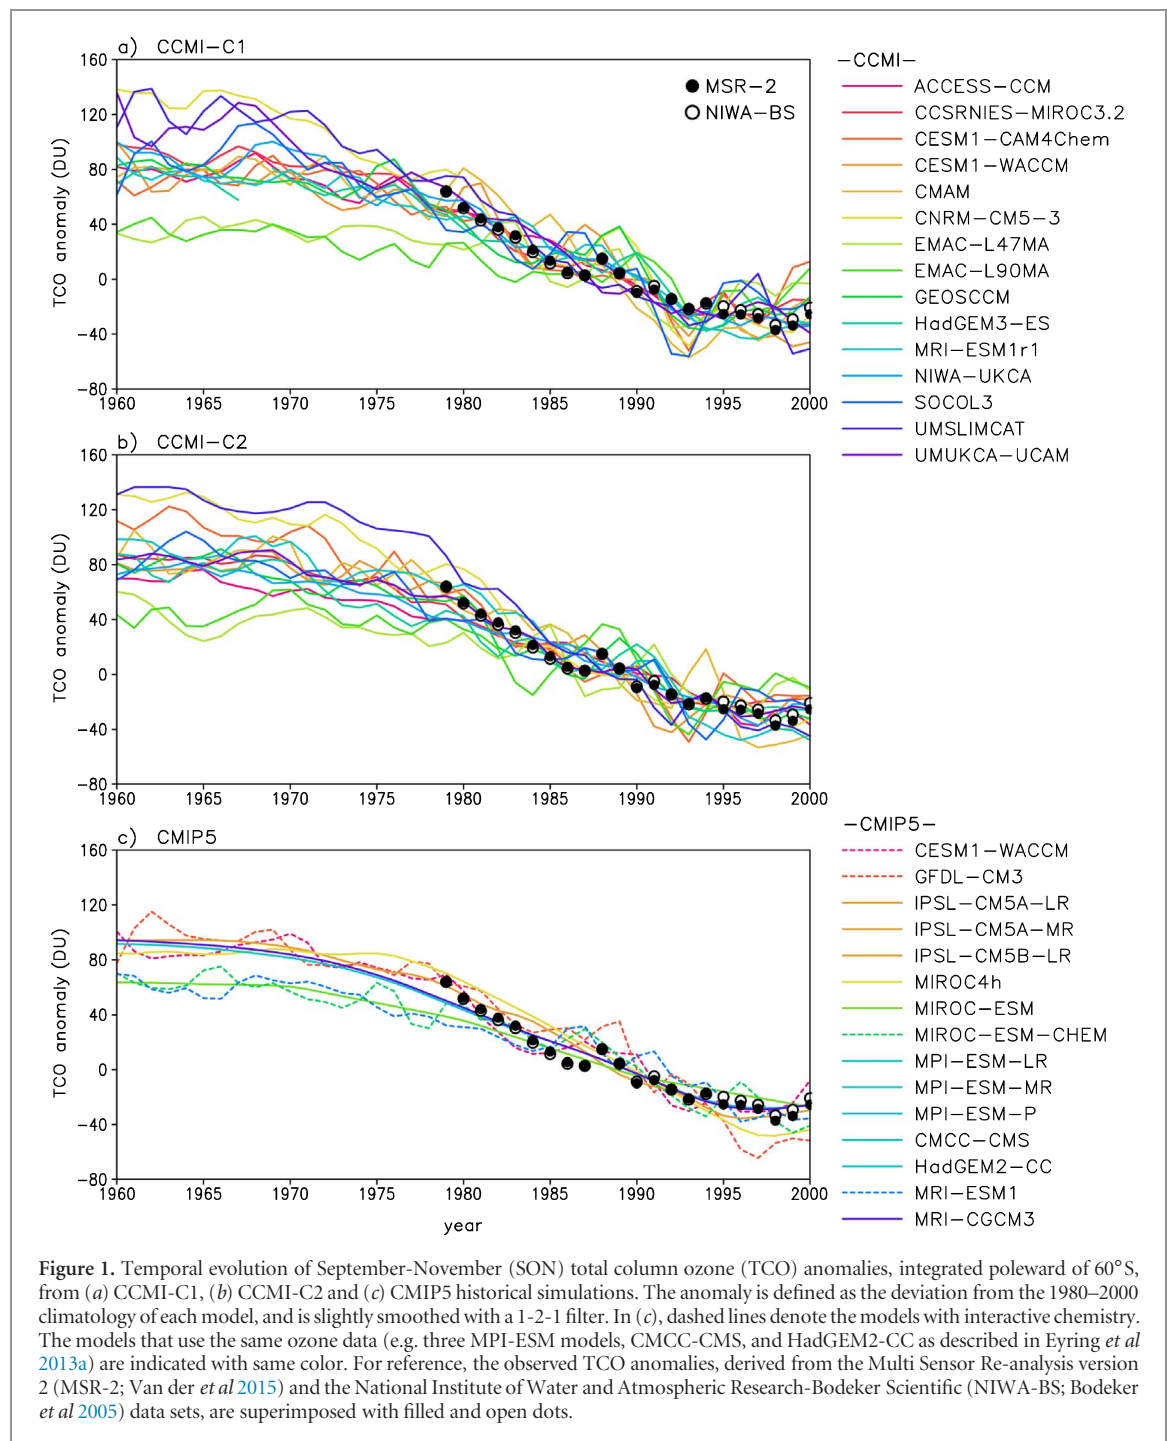 a) CCMI−C1
160
120
80
40
0
−40
−80
TCO anomaly (DU)
MSR−2
NIWA−BS
1960 1965 1970 1975 1980 1985 1990 1995 2000
−CCMI−
ACCESS−CCM
CCSRNIES−MIROC3.2
CESM1−CAM4Chem
CESM1−WACCM
CMAM
CNRM−CM5−3
EMAC−L47MA
EMAC−L90MA
GEOSCCM
HadGEM3−ES
MRI−ESM1r1
NIWA−UKCA
SOCOL3
UMSLIMCAT
UMUKCA−UCAM
b) CCMI−C2
160
120
80
40
0
−40
−80
TCO anomaly (DU)
1960 1965 1970 1975 1980 1985 1990 1995 2000
c) CMIP5
160
120
80
40
0
−40
−80
TCO anomaly (DU)
1960 1965 1970 1975 1980 1985 1990 1995 2000
year
−CMIP5−
CESM1−WACCM
GFDL−CM3
IPSL−CM5A−LR
IPSL−CM5A−MR
IPSL−CM5B−LR
MIROC4h
MIROC−ESM
MIROC−ESM−CHEM
MPI−ESM−LR
MPI−ESM−MR
MPI−ESM−P
CMCC−CMS
HadGEM2−CC
MRI−ESM1
MRI−CGCM3
Figure 1. Temporal evolution of September-November (SON) total column ozone (TCO) anomalies, integrated poleward of 60°S,
from (a) CCMI-C1, (b) CCMI-C2 and (c) CMIP5 historical simulations. The anomaly is defined as the deviation from the 1980–2000
climatology of each model, and is slightly smoothed with a 1-2-1 filter. In (c), dashed lines denote the models with interactive chemistry.
The models that use the same ozone data (e.g. three MPI-ESM models, CMCC-CMS, and HadGEM2-CC as described in Eyring et al
2013a) are indicated with same color. For reference, the observed TCO anomalies, derived from the Multi Sensor Re-analysis version
2 (MSR-2; Van der et al 2015) and the National Institute of Water and Atmospheric Research-Bodeker Scientific (NIWA-BS; Bodeker
et al 2005) data sets, are superimposed with filled and open dots.